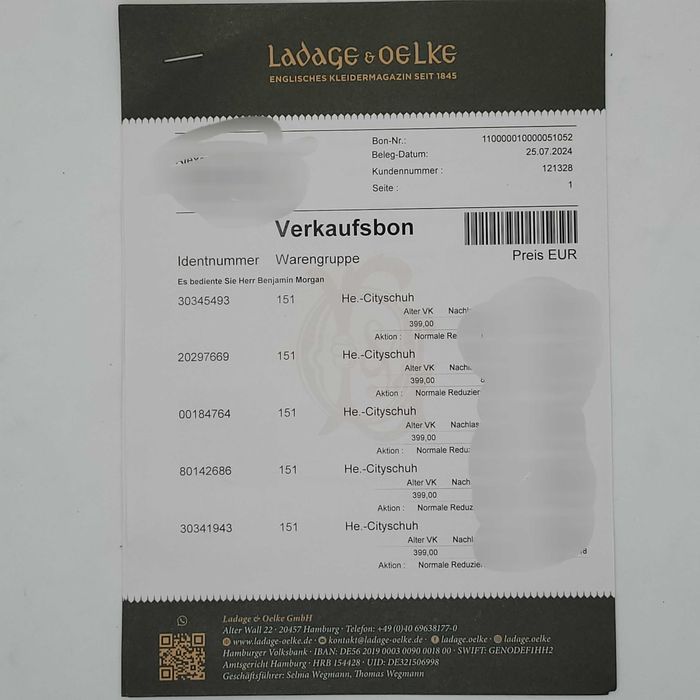 Ladage & Oelke
ENGLISCHES KLEIDERMAGAZIN SEIT 1845
Bon-Nr.: 110000010000051052
Beleg-Datum: 25.07.2024
Kundennummer : 121328
Seite : 1
Verkaufsbon
Identnummer Warengruppe Preis EUR
Es bediente Sie Herr Benjamin Morgan
30345493 151 He.-Cityschuh
Alter VK
399,00
Aktion : Normale
20297669 151 He.-Cityschuh
Alter VK
399,00
Aktion : Normale
00184764 151 He.-Cityschuh
Alter VK
399,00
Aktion : Normale
80142686 151 He.-Cityschuh
Alter VK
399,00
Aktion : Normale
30341943 151 He.-Cityschuh
Alter VK
399,00
Aktion : Normale
Ladage & Oelke GmbH
Alter Wall 22 · 20457 Hamburg · Telefon: +49 (0)40 69638177-0
www.ladage-oelke.de · kontakt@ladage-oelke.de · ladage.oelke · ladage.oelke
Hamburger Volksbank · IBAN: DE56 2019 0003 0090 0018 00 · SWIFT: GENODEF1HH2
Amtsgericht Hamburg · HRB 154428 · UID: DE321506998
Geschäftsführer: Selma Wegmann, Thomas Wegmann